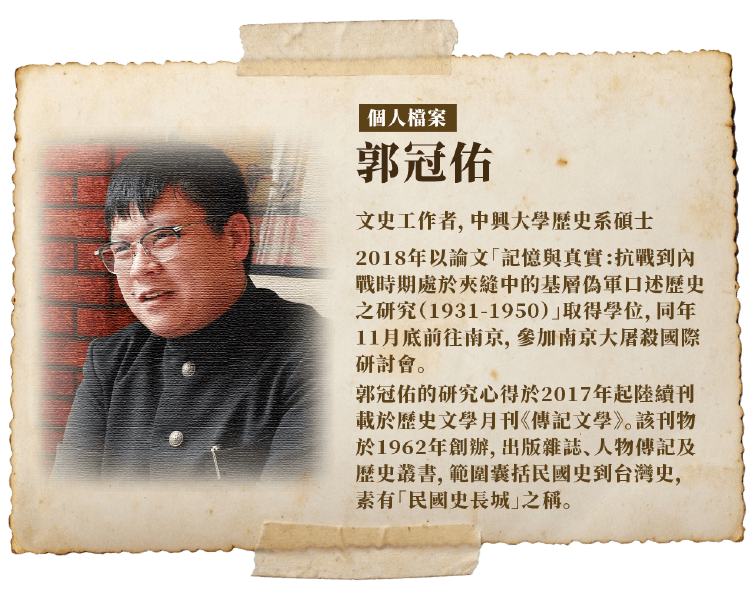 個人檔案
郭冠佑
文史工作者, 中興大學歷史系碩士
2018年以論文「記憶與真實:抗戰到內
戰時期處於夾縫中的基層偽軍口述歷史
之研究(1931-1950)」取得學位, 同年
11月底前往南京, 參加南京大屠殺國際
研討會。
郭冠佑的研究心得於2017年起陸續刊
載於歷史文學月刊《傳記文學》。該刊物
於1962年創辦, 出版雜誌、人物傳記及
歷史叢書, 範圍囊括民國史到台灣史,
素有「民國史長城」之稱。